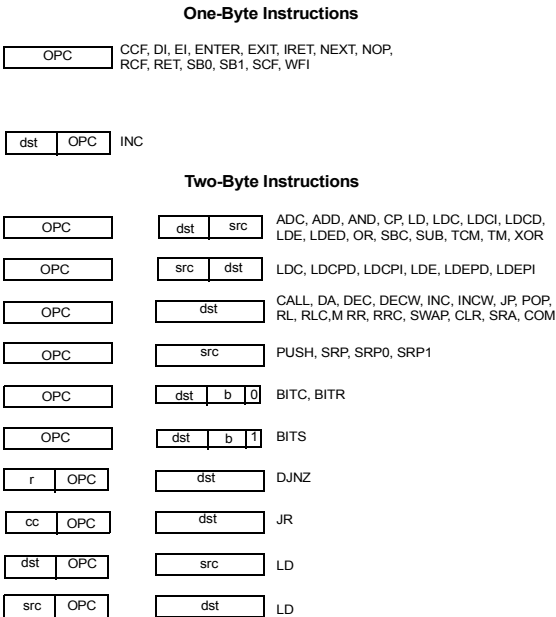 One-Byte Instructions
OPC CCF, DI, EI, ENTER, EXIT, IRET, NEXT, NOP,
RCF, RET, SB0, SB1, SCF, WFI
dst OPC INC
Two-Byte Instructions
OPC dst src ADC, ADD, AND, CP, LD, LDC, LDCI, LDCD,
LDE, LDED, OR, SBC, SUB, TCM, TM, XOR
OPC src dst LDC, LDCPD, LDCPI, LDE, LDEPD, LDEPI
OPC dst CALL, DA, DEC, DECW, INC, INCW, JP, POP,
RL, RLC,M RR, RRC, SWAP, CLR, SRA, COM
OPC src PUSH, SRP, SRP0, SRP1
OPC dst b 0 BITC, BITR
OPC dst b 1 BITS
r OPC dst DJNZ
cc OPC dst JR
dst OPC src LD
src OPC dst LD